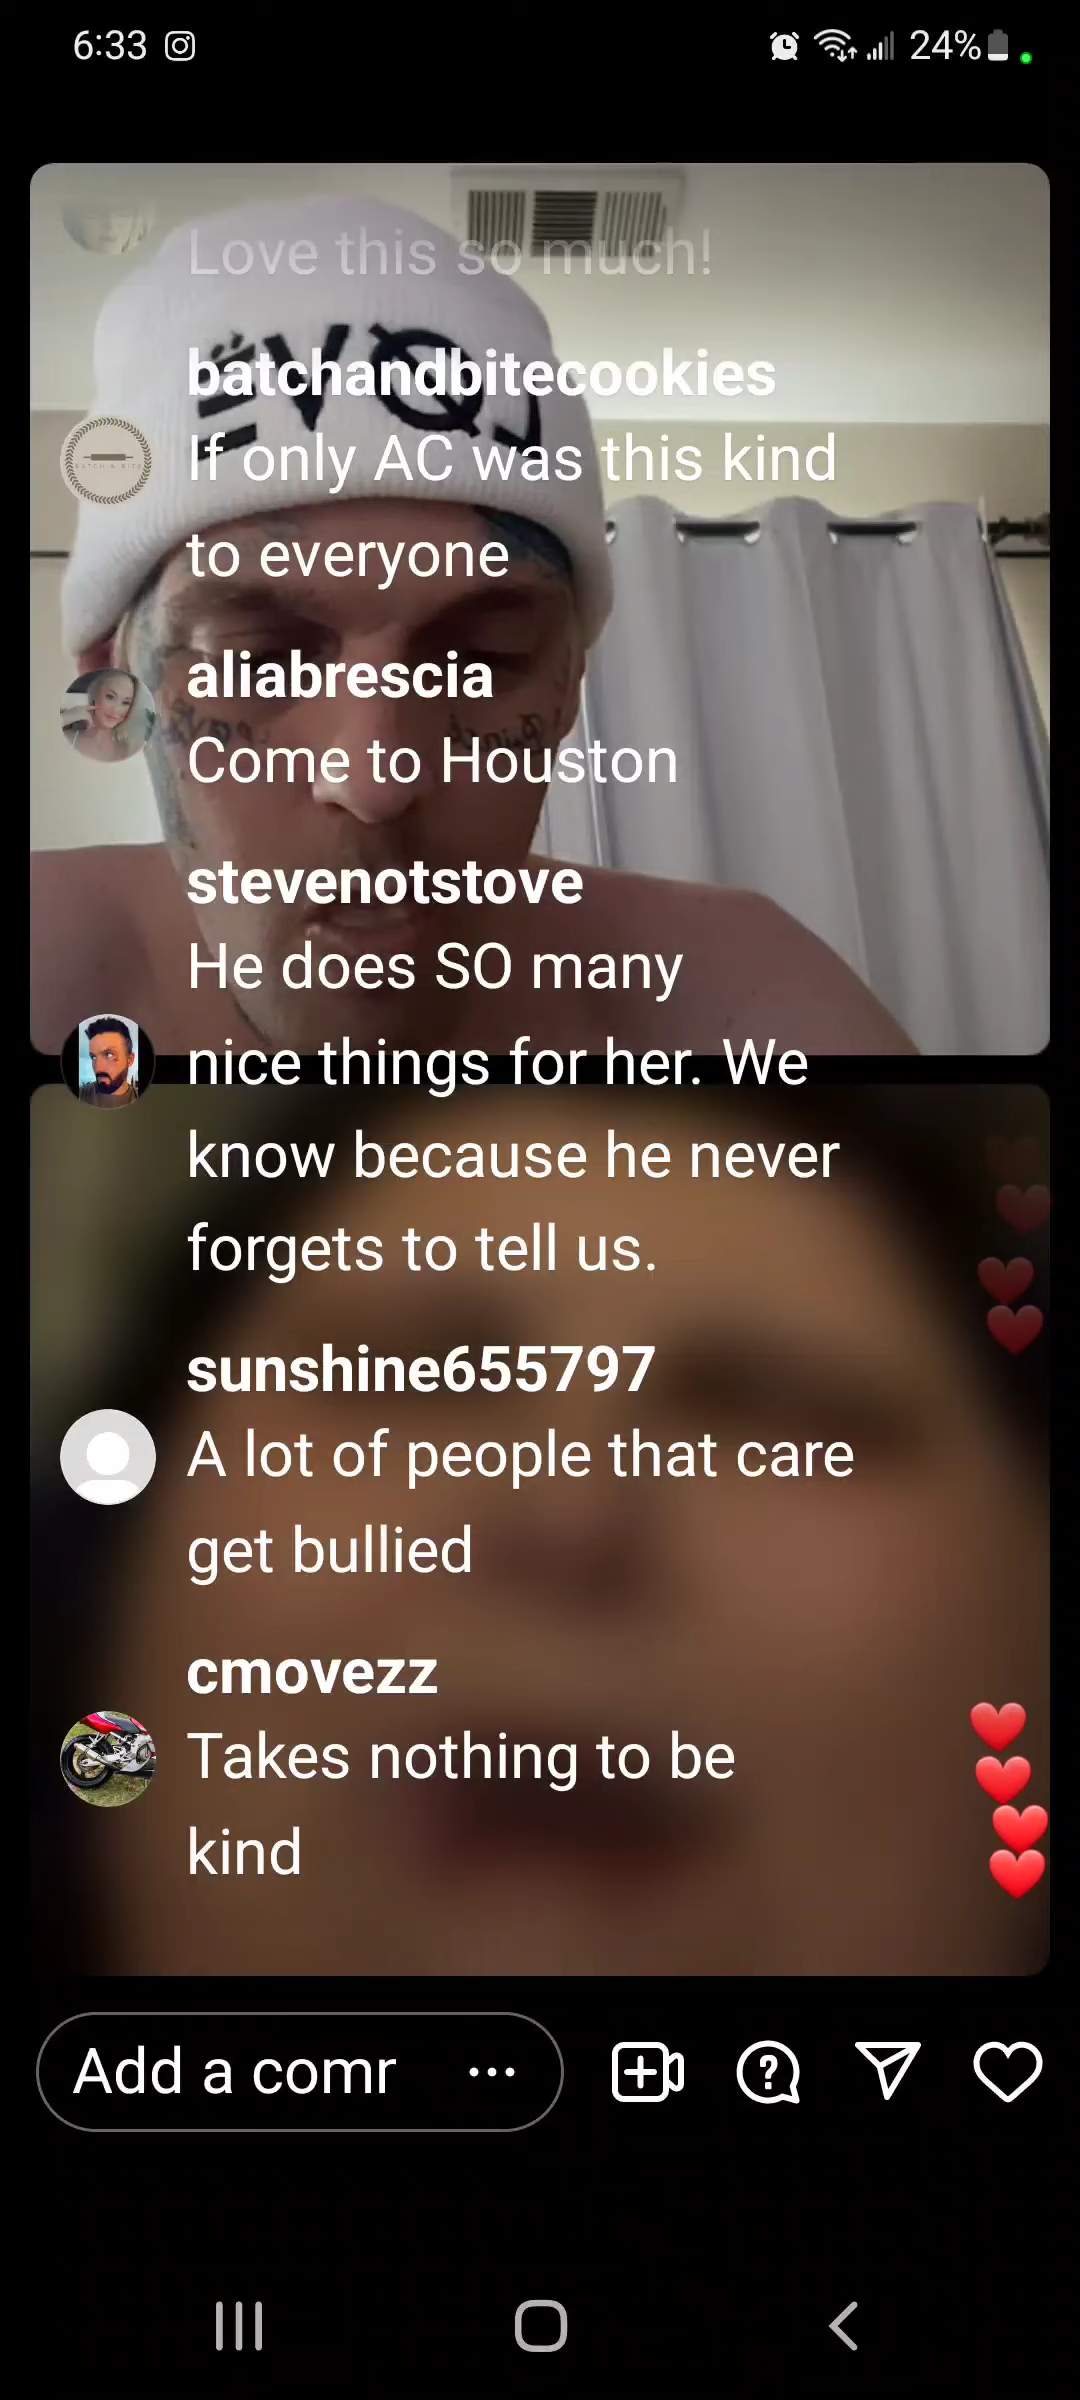 6:33
24%
Love this so much!
batchandbitecookies
If only AC was this kind
to everyone
aliabrescia
Come to Houston
stevenotstove
He does SO many
nice things for her. We
know because he never
forgets to tell us.
sunshine655797
A lot of people that care
get bullied
cmovezz
Takes nothing to be
kind
Add a comr